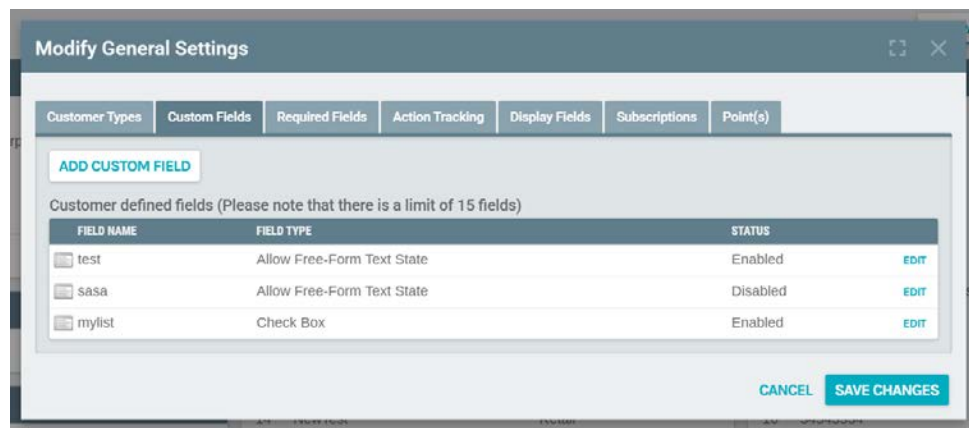 Modify General Settings
Customer Types Custom Fields Required Fields Action Tracking Display Fields Subscriptions Point(s)
ADD CUSTOM FIELD
Customer defined fields (Please note that there is a limit of 15 fields)
FIELD NAME FIELD TYPE STATUS
test Allow Free-Form Text State Enabled EDIT
sasa Allow Free-Form Text State Disabled EDIT
mylist Check Box Enabled EDIT
CANCEL SAVE CHANGES